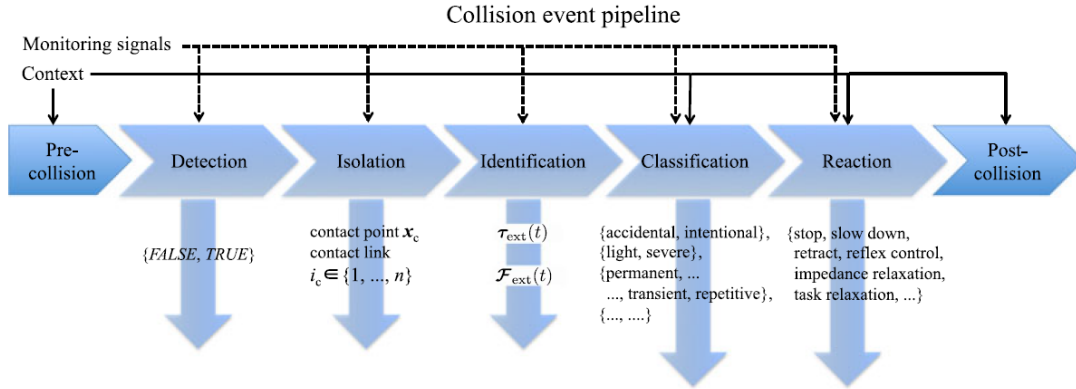 Collision event pipeline
Monitoring signals
Context
Pre-
collision
Detection
Isolation
Identification
Classification
Reaction
Post-
collision
{FALSE, TRUE}
contact point x_c
contact link
i_c ∈ {1, ..., n}
τ_ext(t)
ℱ_ext(t)
{accidental, intentional},
{light, severe},
{permanent, ...
..., transient, repetitive},
{..., ....}
{stop, slow down,
retract, reflex control,
impedance relaxation,
task relaxation, ...}